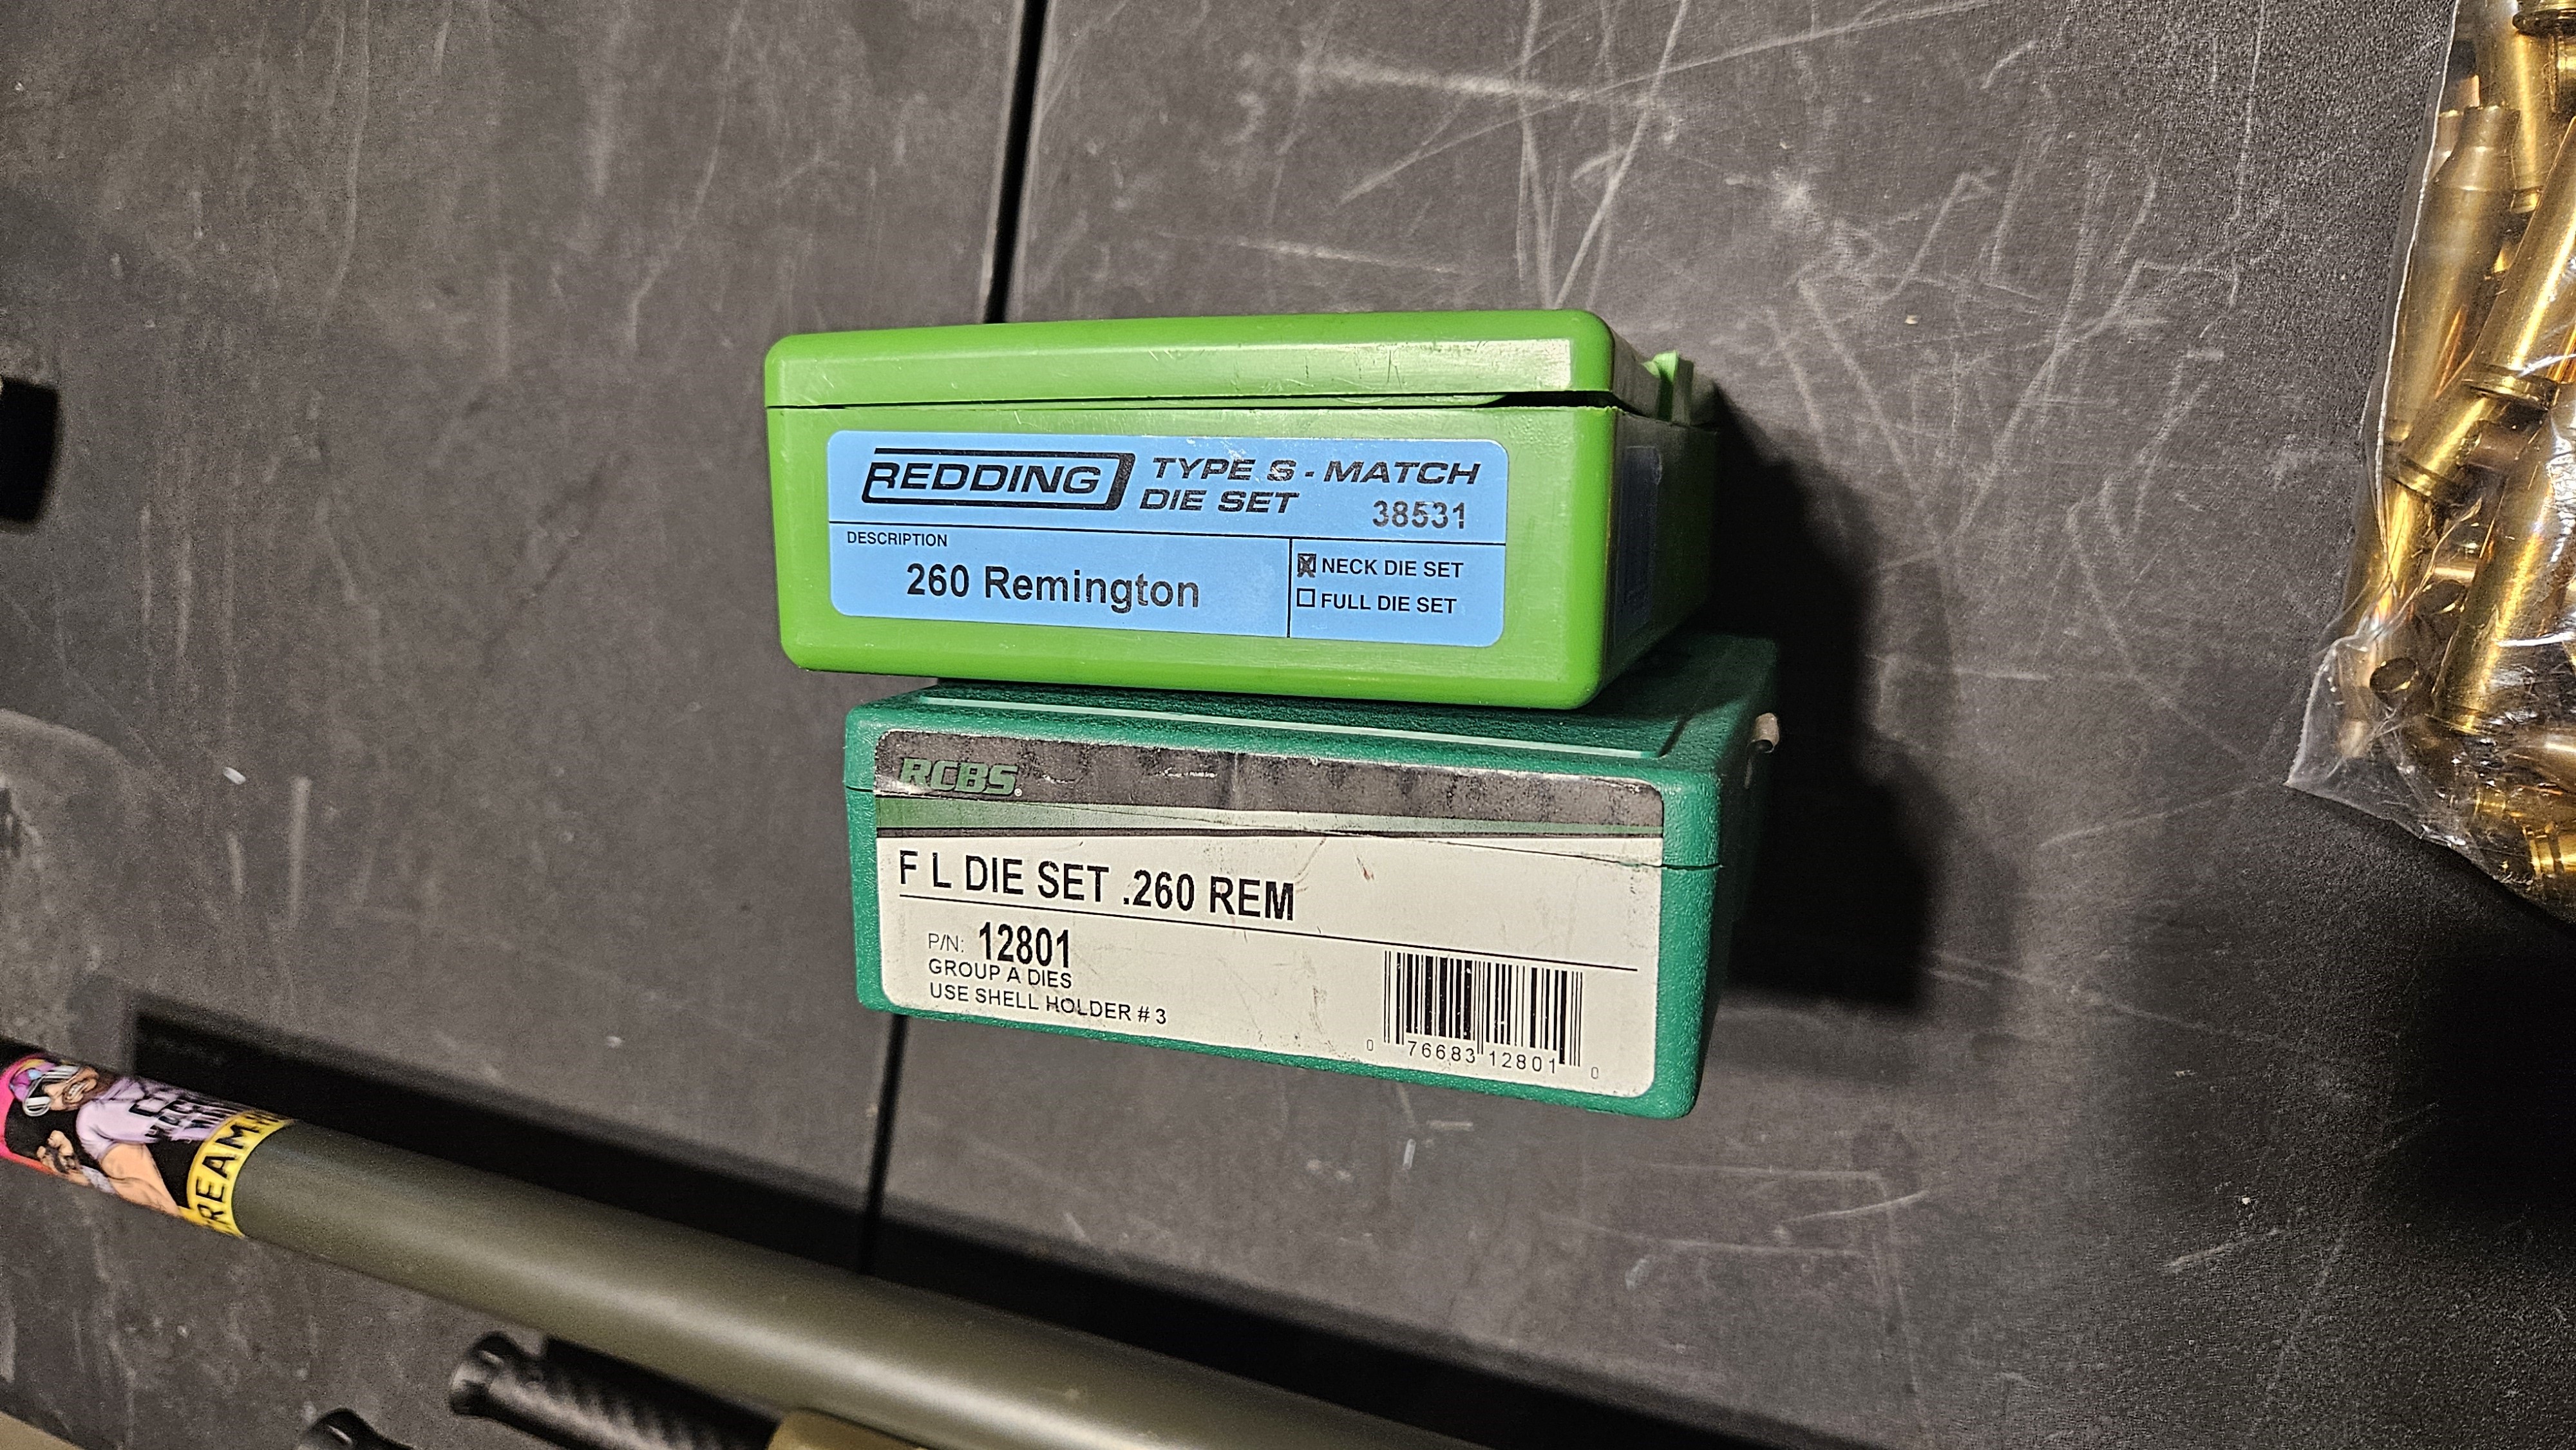 REDDING TYPE S - MATCH
DIE SET 38531
DESCRIPTION
260 Remington
NECK DIE SET
FULL DIE SET
RCBS®
F L DIE SET .260 REM
P/N: 12801
GROUP A DIES
USE SHELL HOLDER # 3
0 76683 12801 0